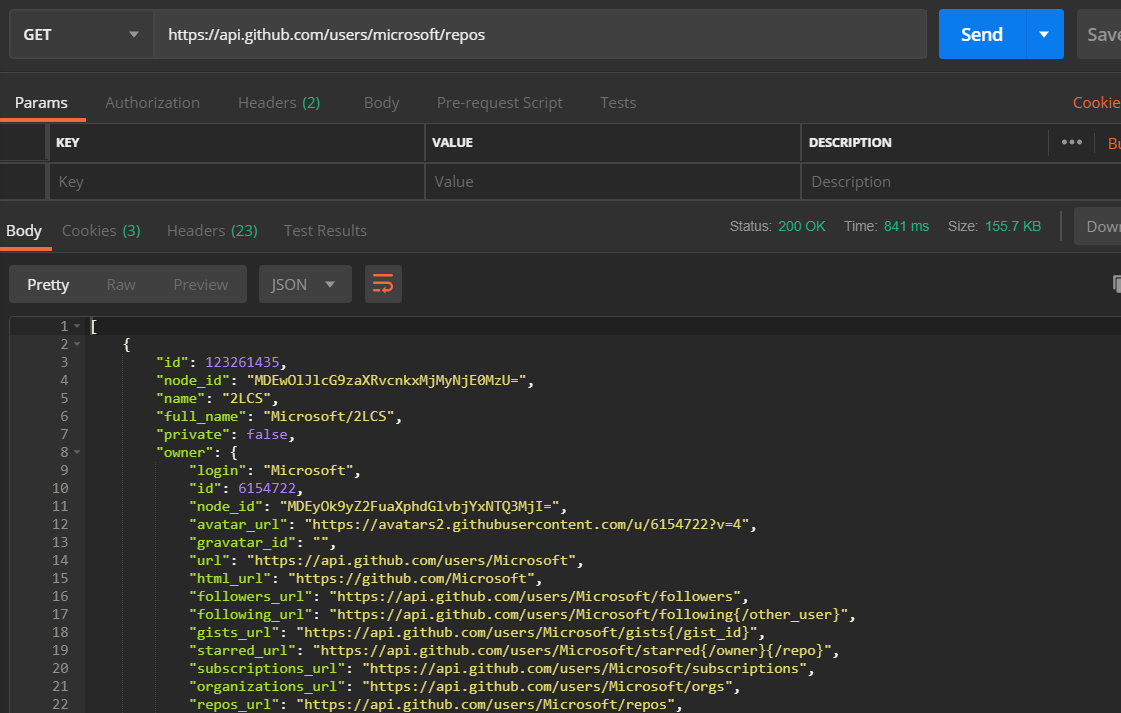 GET https://api.github.com/users/microsoft/repos Send Save
Params Authorization Headers (2) Body Pre-request Script Tests Cookie
KEY VALUE DESCRIPTION ••• Bu
Key Value Description
Body Cookies (3) Headers (23) Test Results Status: 200 OK Time: 841 ms Size: 155.7 KB Down
Pretty Raw Preview JSON
1 [
2 {
3 "id": 123261435,
4 "node_id": "MDEwOlJlcG9zaXRvcnkxMjMyNjE0MzU=",
5 "name": "2LCS",
6 "full_name": "Microsoft/2LCS",
7 "private": false,
8 "owner": {
9 "login": "Microsoft",
10 "id": 6154722,
11 "node_id": "MDEyOk9yZ2FuaXphdGlvbjYxNTQ3MjI=",
12 "avatar_url": "https://avatars2.githubusercontent.com/u/6154722?v=4",
13 "gravatar_id": "",
14 "url": "https://api.github.com/users/Microsoft",
15 "html_url": "https://github.com/Microsoft",
16 "followers_url": "https://api.github.com/users/Microsoft/followers",
17 "following_url": "https://api.github.com/users/Microsoft/following{/other_user}",
18 "gists_url": "https://api.github.com/users/Microsoft/gists{/gist_id}",
19 "starred_url": "https://api.github.com/users/Microsoft/starred{/owner}{/repo}",
20 "subscriptions_url": "https://api.github.com/users/Microsoft/subscriptions",
21 "organizations_url": "https://api.github.com/users/Microsoft/orgs",
22 "repos_url": "https://api.github.com/users/Microsoft/repos",